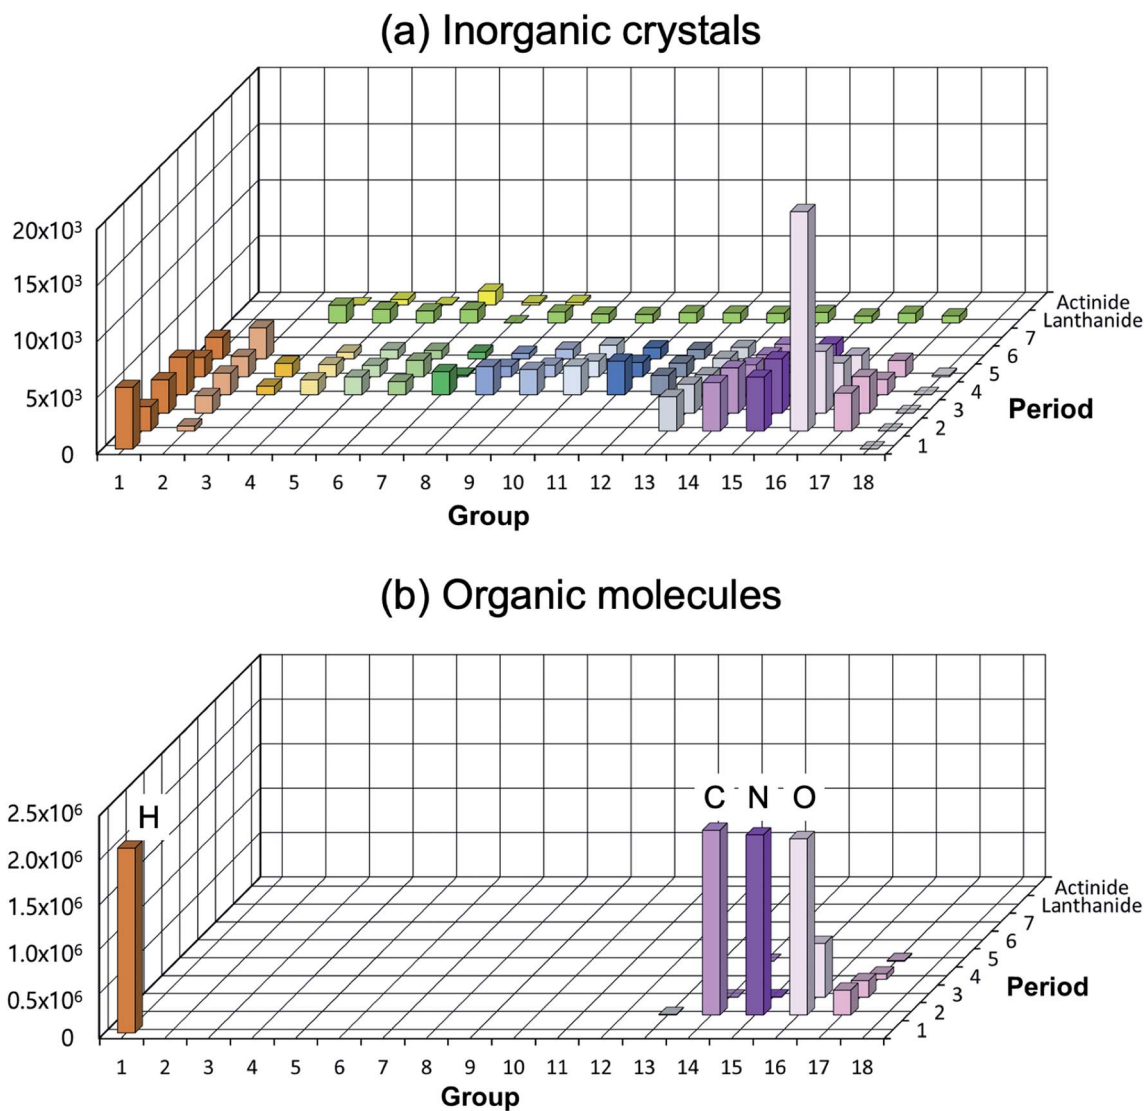 (a) Inorganic crystals
20x10³
15x10³
10x10³
5x10³
0
1 2 3 4 5 6 7 8 9 10 11 12 13 14 15 16 17 18
Group
Actinide
Lanthanide
7
6
5
4
3
2
1
Period
(b) Organic molecules
H
C N O
2.5x10⁶
2.0x10⁶
1.5x10⁶
1.0x10⁶
0.5x10⁶
0
1 2 3 4 5 6 7 8 9 10 11 12 13 14 15 16 17 18
Group
Actinide
Lanthanide
7
6
5
4
3
2
1
Period